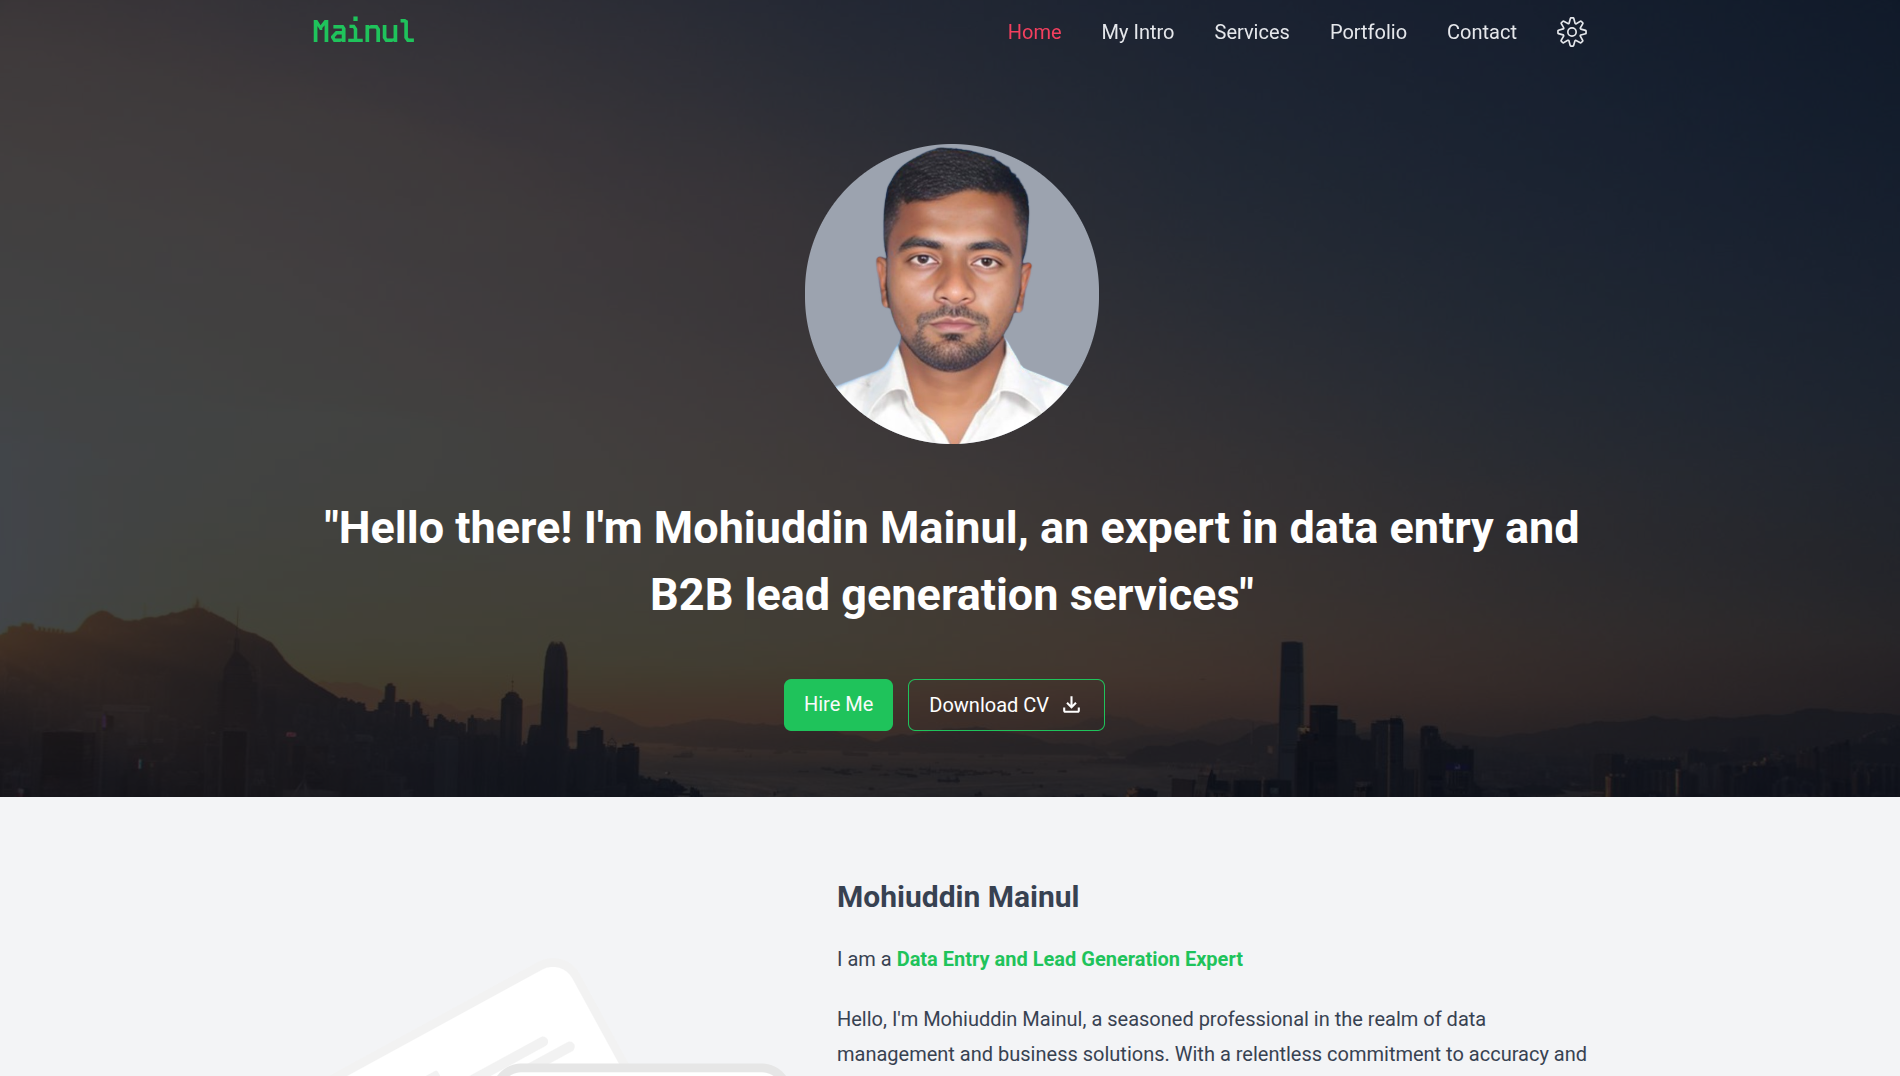 Mainul
Home My Intro Services Portfolio Contact
"Hello there! I'm Mohiuddin Mainul, an expert in data entry and
B2B lead generation services"
Hire Me Download CV
Mohiuddin Mainul
I am a Data Entry and Lead Generation Expert
Hello, I'm Mohiuddin Mainul, a seasoned professional in the realm of data
management and business solutions. With a relentless commitment to accuracy and